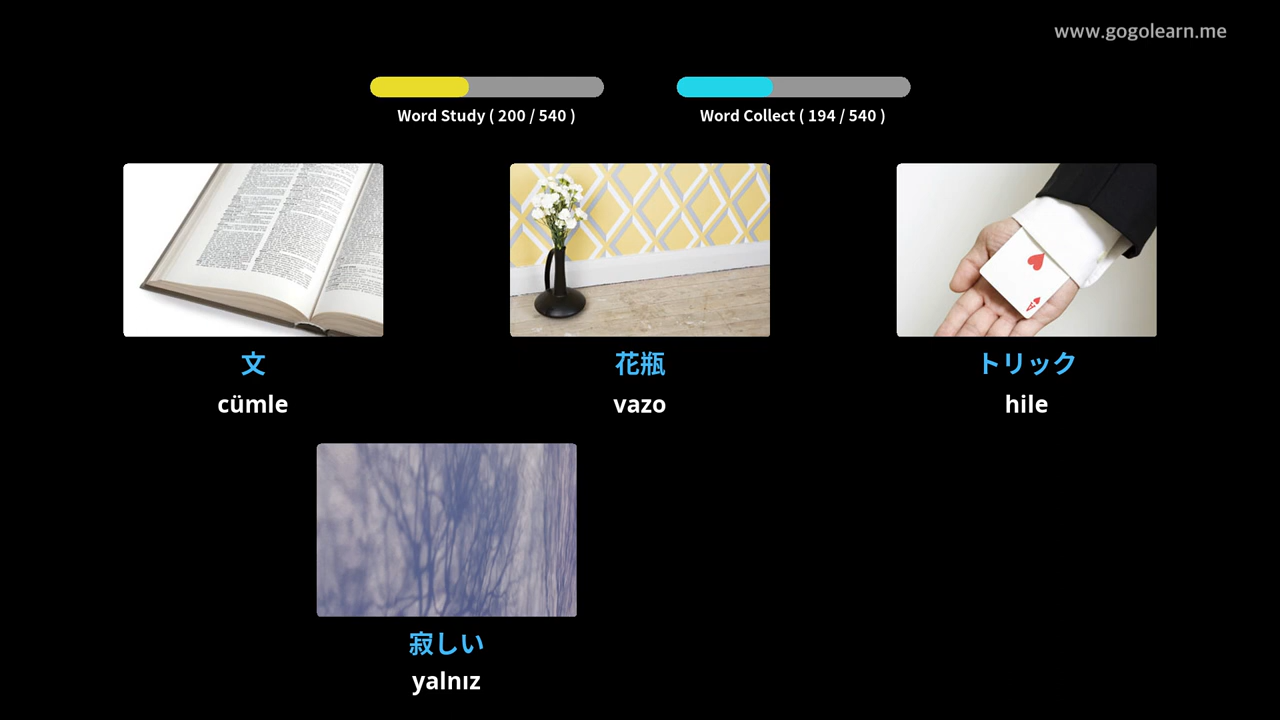 www.gogolearn.me
Word Study ( 200 / 540 )
Word Collect ( 194 / 540 )
文
cümle
花瓶
vazo
トリック
hile
寂しい
yalnız